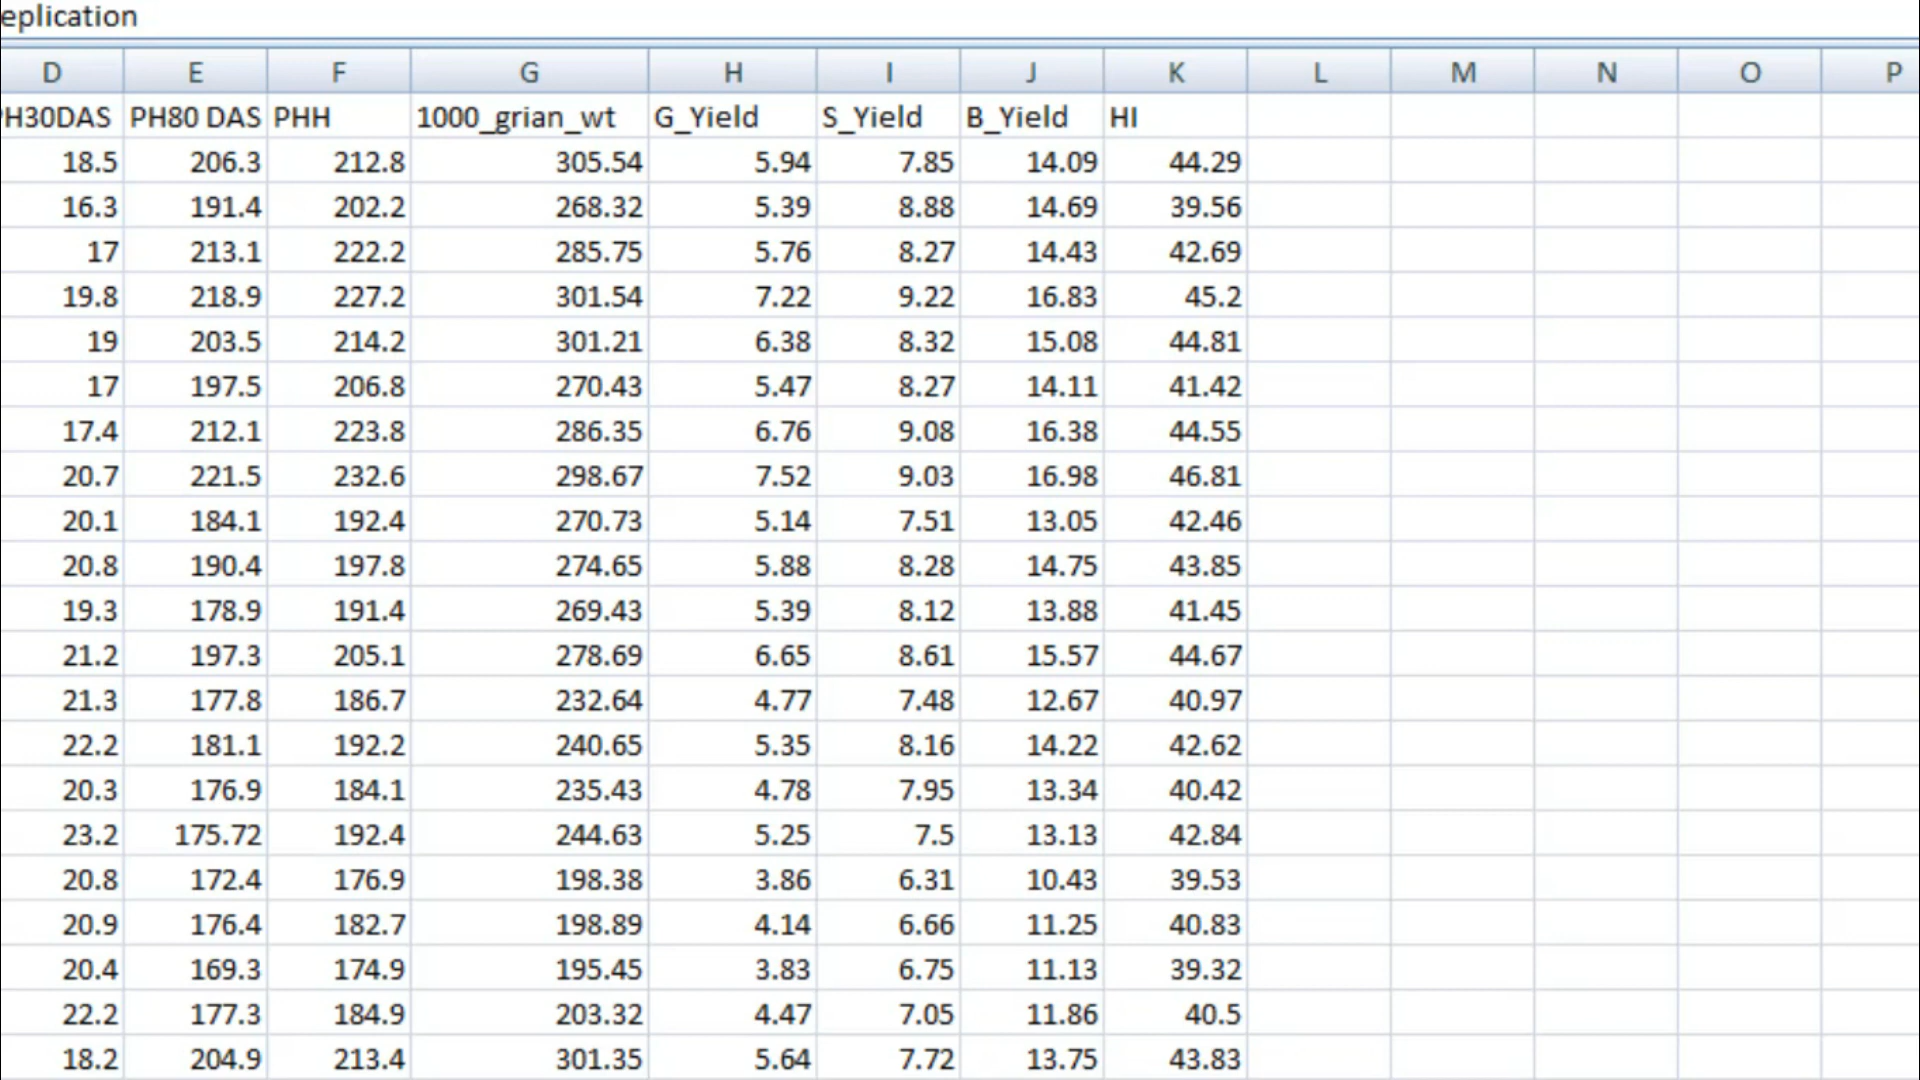 eplication
D E F G H I J K L M N O P
PH30DAS PH80 DAS PHH 1000_grian_wt G_Yield S_Yield B_Yield HI
18.5 206.3 212.8 305.54 5.94 7.85 14.09 44.29
16.3 191.4 202.2 268.32 5.39 8.88 14.69 39.56
17 213.1 222.2 285.75 5.76 8.27 14.43 42.69
19.8 218.9 227.2 301.54 7.22 9.22 16.83 45.2
19 203.5 214.2 301.21 6.38 8.32 15.08 44.81
17 197.5 206.8 270.43 5.47 8.27 14.11 41.42
17.4 212.1 223.8 286.35 6.76 9.08 16.38 44.55
20.7 221.5 232.6 298.67 7.52 9.03 16.98 46.81
20.1 184.1 192.4 270.73 5.14 7.51 13.05 42.46
20.8 190.4 197.8 274.65 5.88 8.28 14.75 43.85
19.3 178.9 191.4 269.43 5.39 8.12 13.88 41.45
21.2 197.3 205.1 278.69 6.65 8.61 15.57 44.67
21.3 177.8 186.7 232.64 4.77 7.48 12.67 40.97
22.2 181.1 192.2 240.65 5.35 8.16 14.22 42.62
20.3 176.9 184.1 235.43 4.78 7.95 13.34 40.42
23.2 175.72 192.4 244.63 5.25 7.5 13.13 42.84
20.8 172.4 176.9 198.38 3.86 6.31 10.43 39.53
20.9 176.4 182.7 198.89 4.14 6.66 11.25 40.83
20.4 169.3 174.9 195.45 3.83 6.75 11.13 39.32
22.2 177.3 184.9 203.32 4.47 7.05 11.86 40.5
18.2 204.9 213.4 301.35 5.64 7.72 13.75 43.83